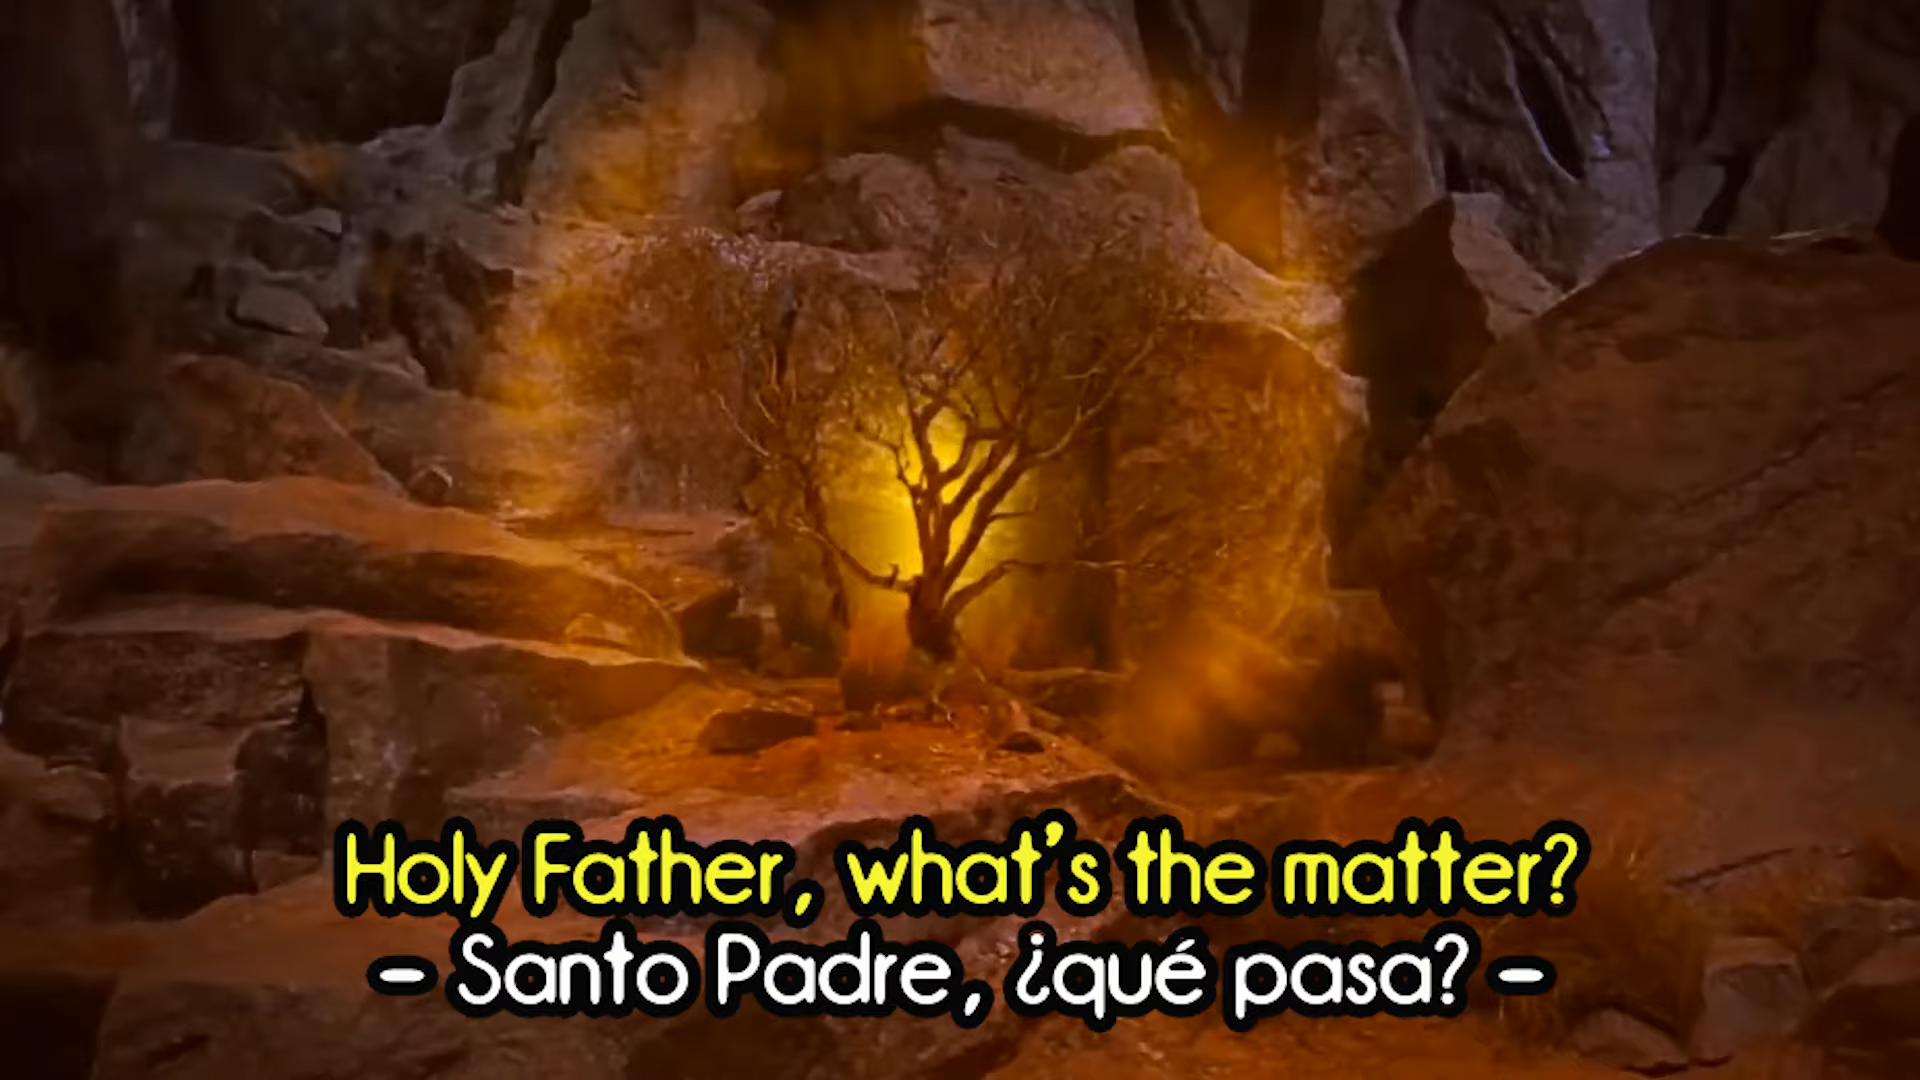 Holy Father, what's the matter?
- Santo Padre, ¿qué pasa? -